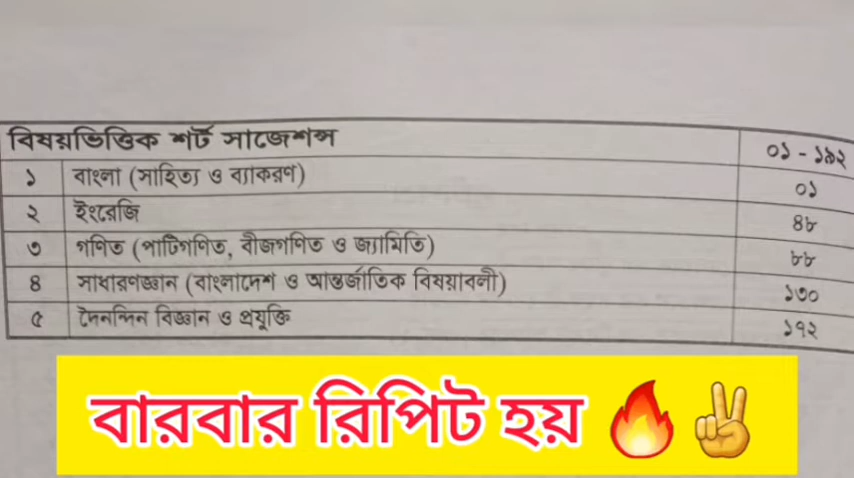 বিষয়ভিত্তিক শর্ট সাজেশন্স ০১ - ১৯২
১ বাংলা (সাহিত্য ও ব্যাকরণ) ০১
২ ইংরেজি ৪৮
৩ গণিত (পাটিগণিত, বীজগণিত ও জ্যামিতি) ৮৮
৪ সাধারণজ্ঞান (বাংলাদেশ ও আন্তর্জাতিক বিষয়াবলী) ১৩০
৫ দৈনন্দিন বিজ্ঞান ও প্রযুক্তি ১৭২
বারবার রিপিট হয় 🔥✌️